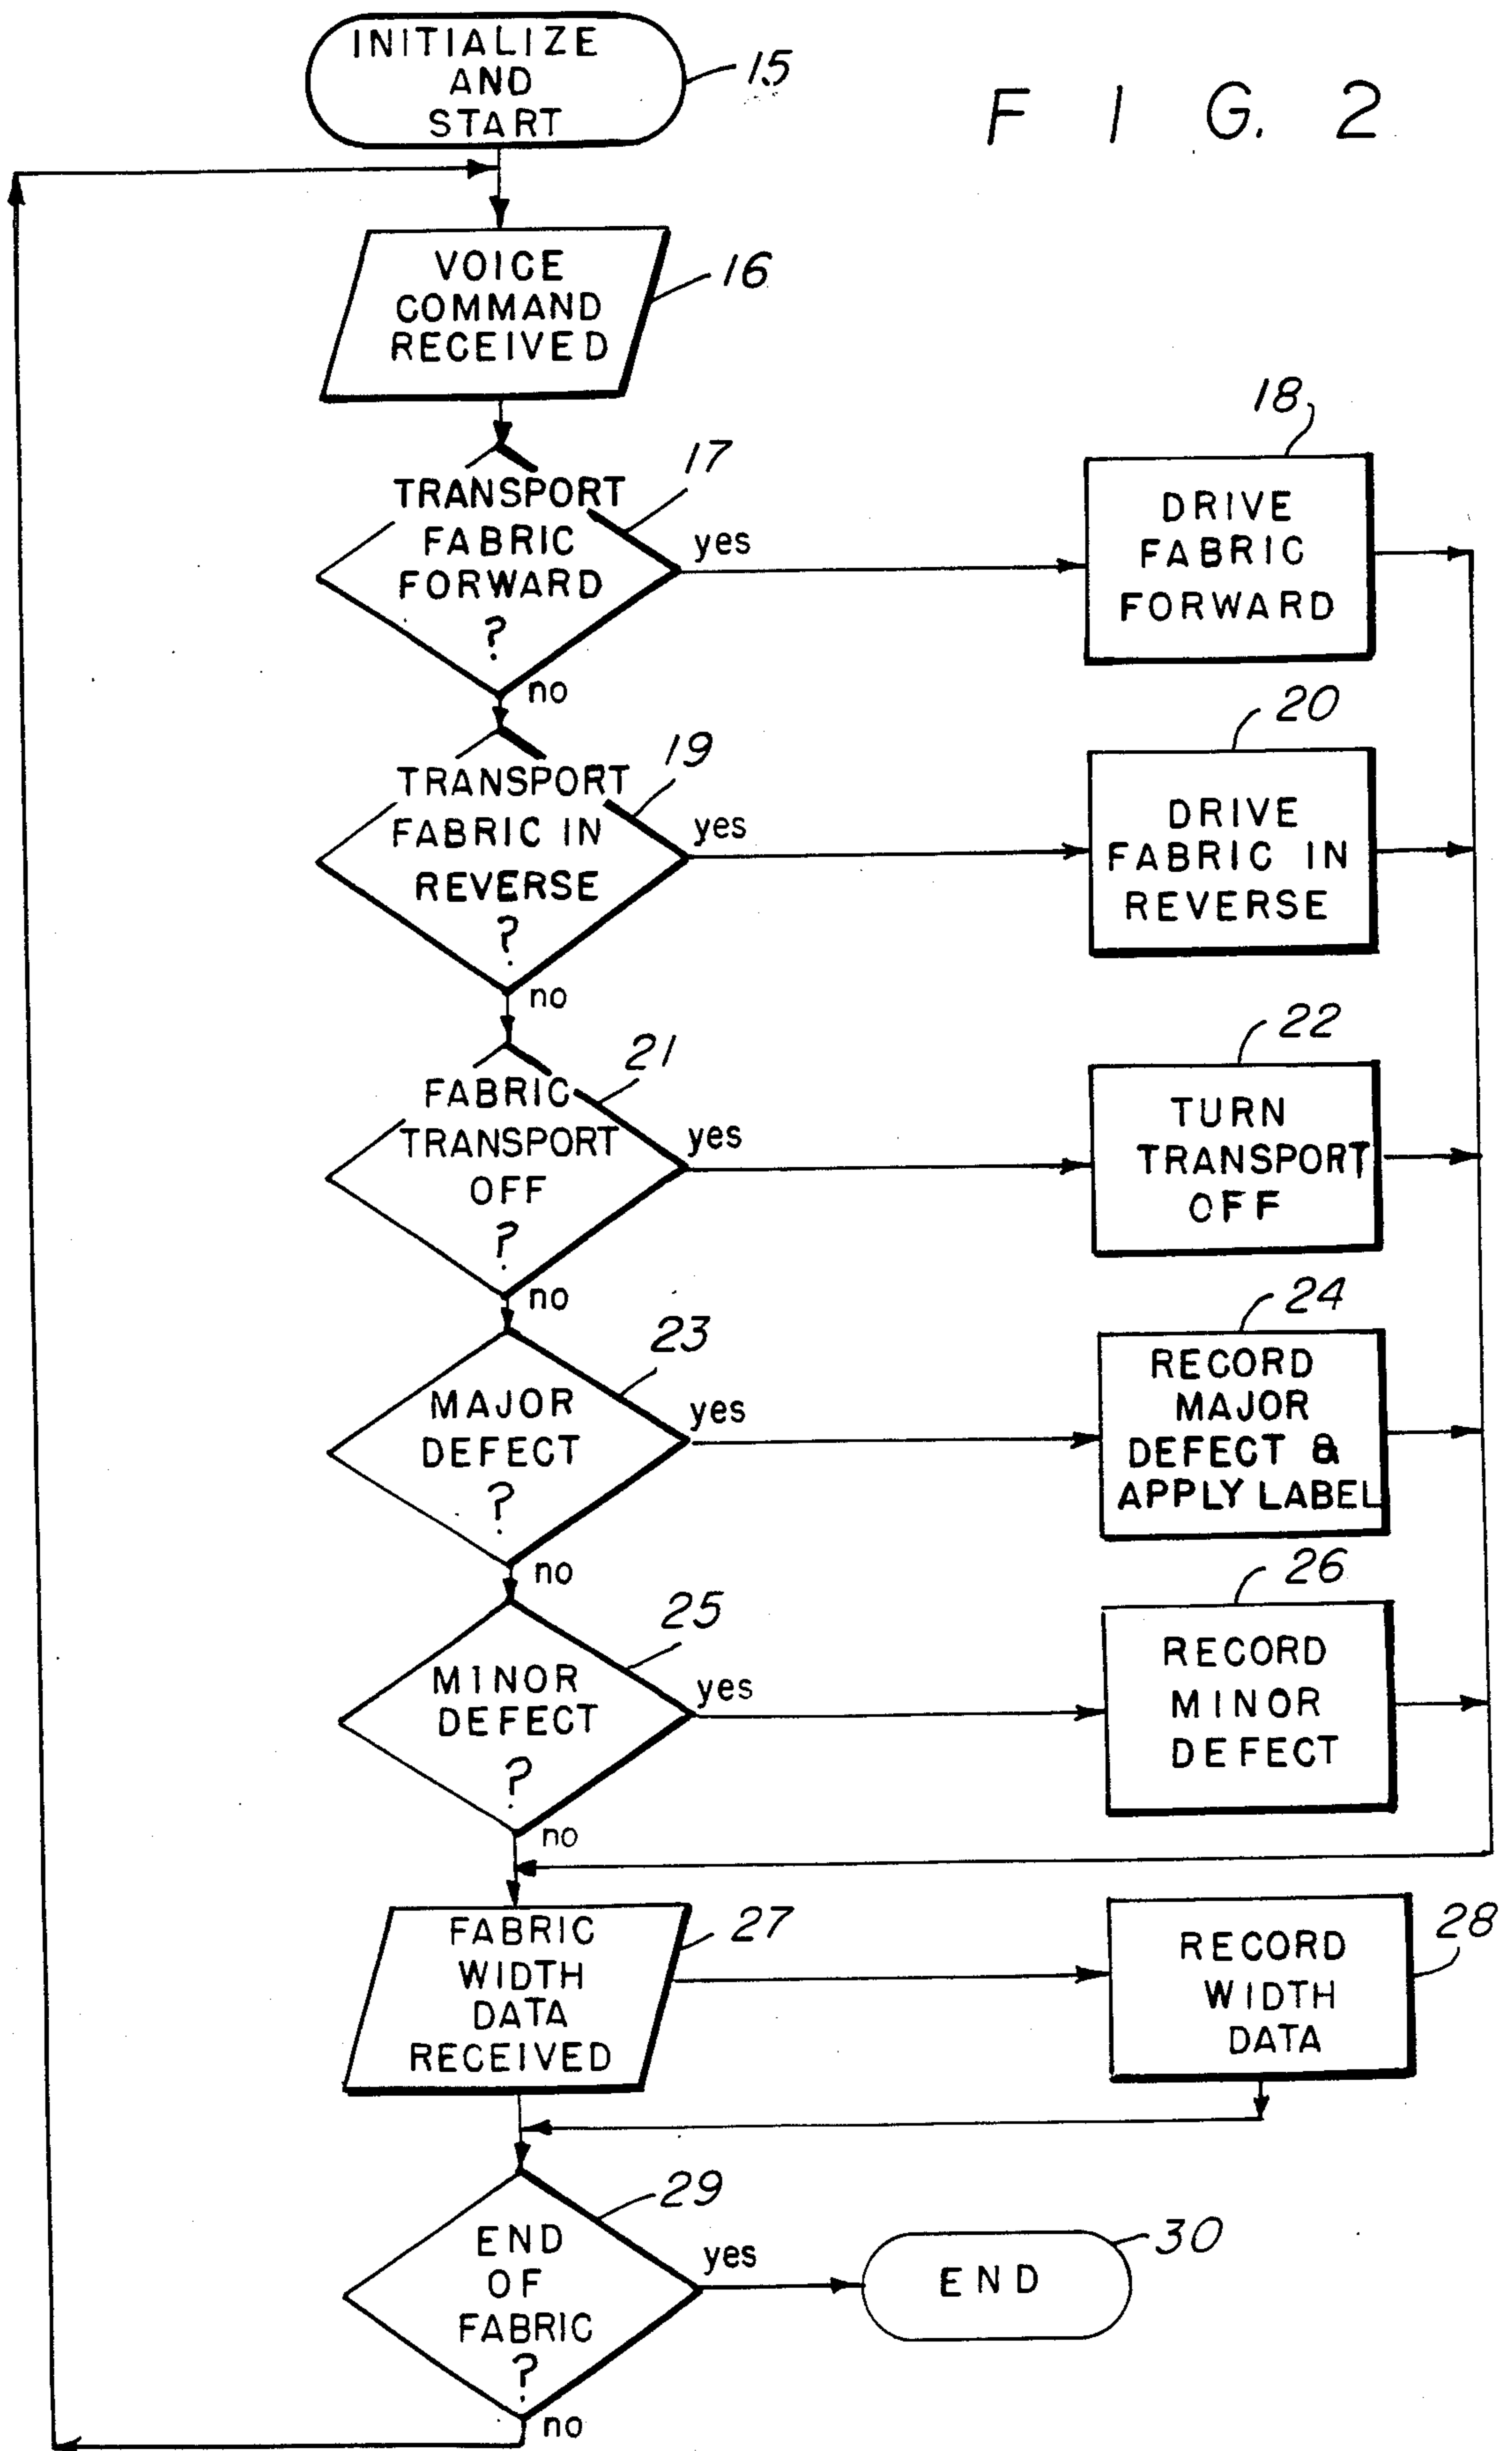 INITIALIZE
AND
START
15
F I G. 2
VOICE
COMMAND
RECEIVED
16
TRANSPORT
FABRIC
FORWARD
?
17
yes
no
DRIVE
FABRIC
FORWARD
18
TRANSPORT
FABRIC IN
REVERSE
?
19
yes
no
DRIVE
FABRIC IN
REVERSE
20
FABRIC
TRANSPORT
OFF
?
21
yes
no
TURN
TRANSPORT
OFF
22
MAJOR
DEFECT
?
23
yes
no
RECORD
MAJOR
DEFECT &
APPLY LABEL
24
MINOR
DEFECT
?
25
yes
no
RECORD
MINOR
DEFECT
26
FABRIC
WIDTH
DATA
RECEIVED
27
RECORD
WIDTH
DATA
28
END
OF
FABRIC
?
29
yes
no
END
30